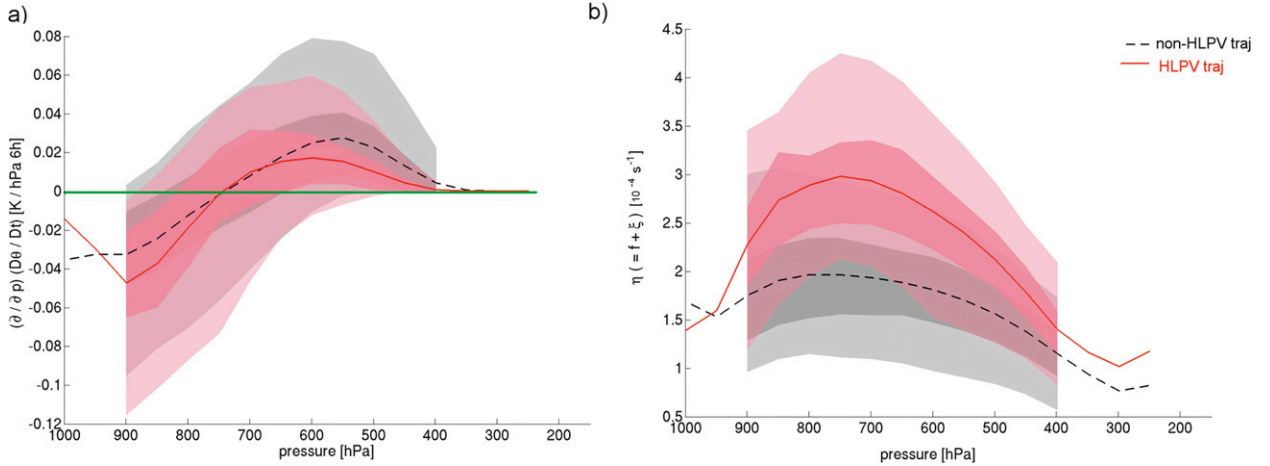 a)
0.08
0.06
0.04
0.02
0
-0.02
-0.04
-0.06
-0.08
-0.1
-0.12
(∂ / ∂ p) (Dθ / Dt) [K / hPa 6h]
1000 900 800 700 600 500 400 300 200
pressure [hPa]
b)
4.5
4
3.5
3
2.5
2
1.5
1
0.5
η ( = f + ξ ) [10⁻⁴ s⁻¹]
1000 900 800 700 600 500 400 300 200
pressure [hPa]
non-HLPV traj
HLPV traj